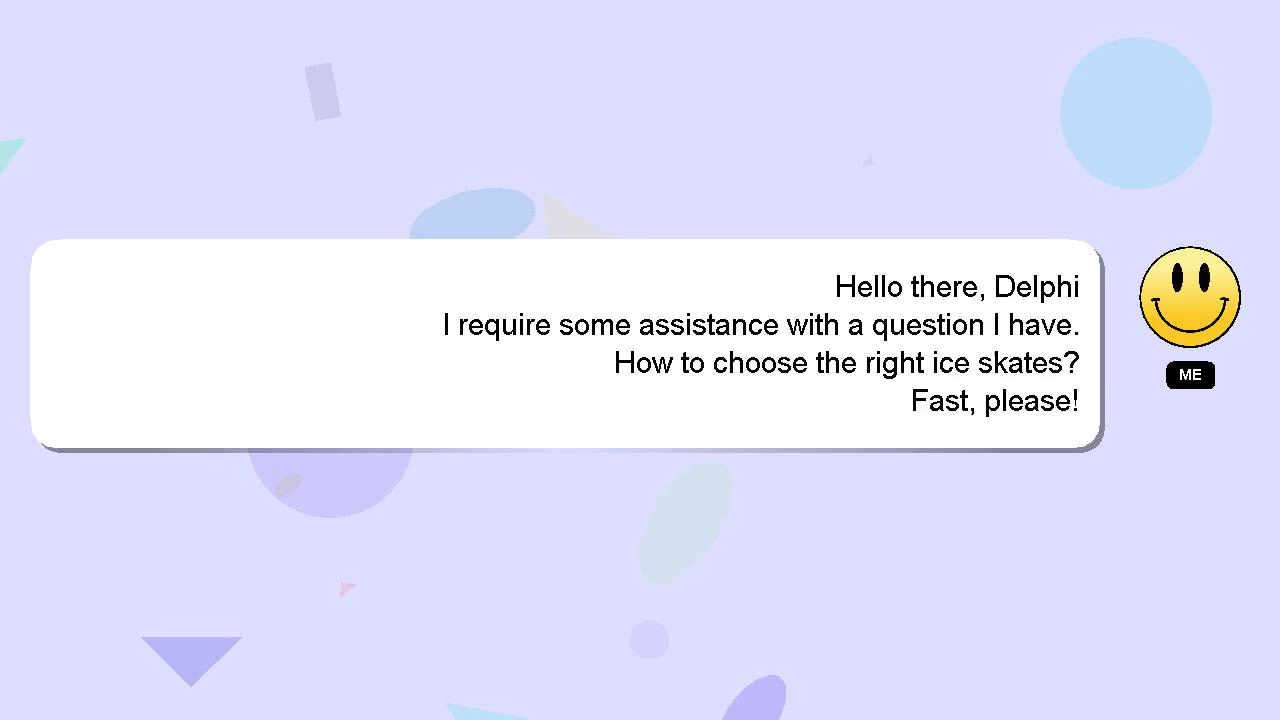 Hello there, Delphi
I require some assistance with a question I have.
How to choose the right ice skates?
Fast, please!
ME